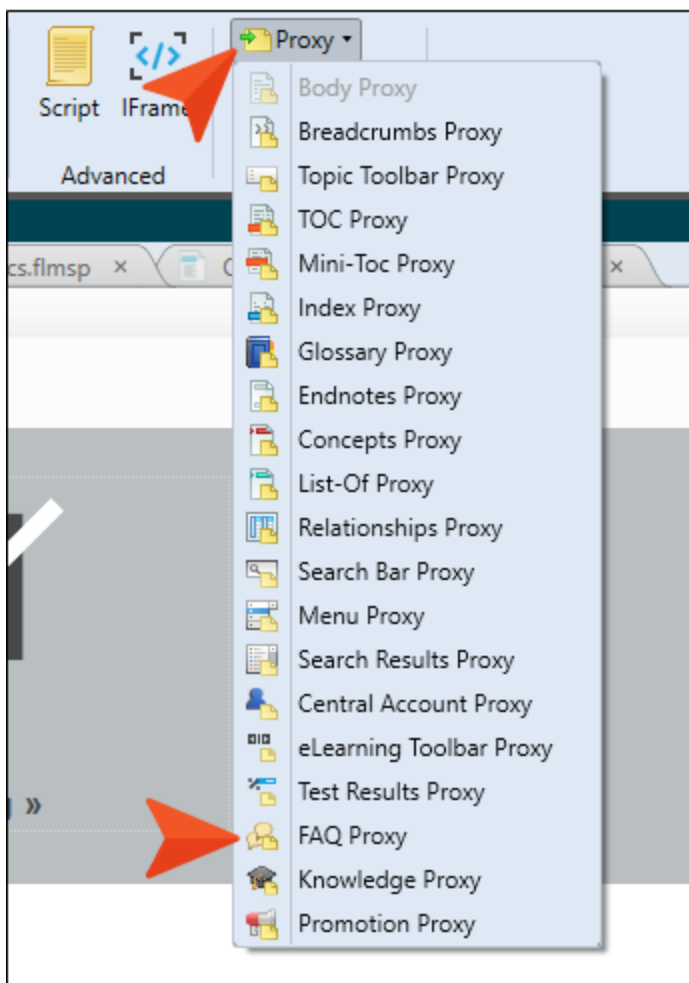 Proxy
Script IFrame
Advanced
Body Proxy
Breadcrumbs Proxy
Topic Toolbar Proxy
TOC Proxy
cs.flmsp
Mini-Toc Proxy
Index Proxy
Glossary Proxy
Endnotes Proxy
Concepts Proxy
List-Of Proxy
Relationships Proxy
Search Bar Proxy
Menu Proxy
Search Results Proxy
Central Account Proxy
eLearning Toolbar Proxy
Test Results Proxy
»
FAQ Proxy
Knowledge Proxy
Promotion Proxy